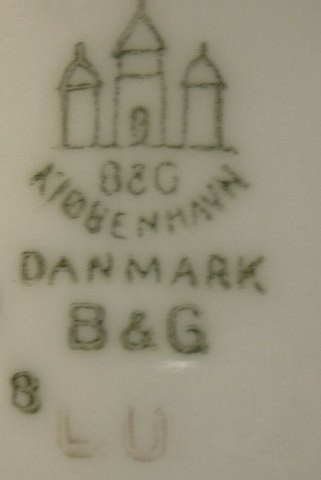 B&G
KJØBENHAVN
DANMARK
B&G
8
L U